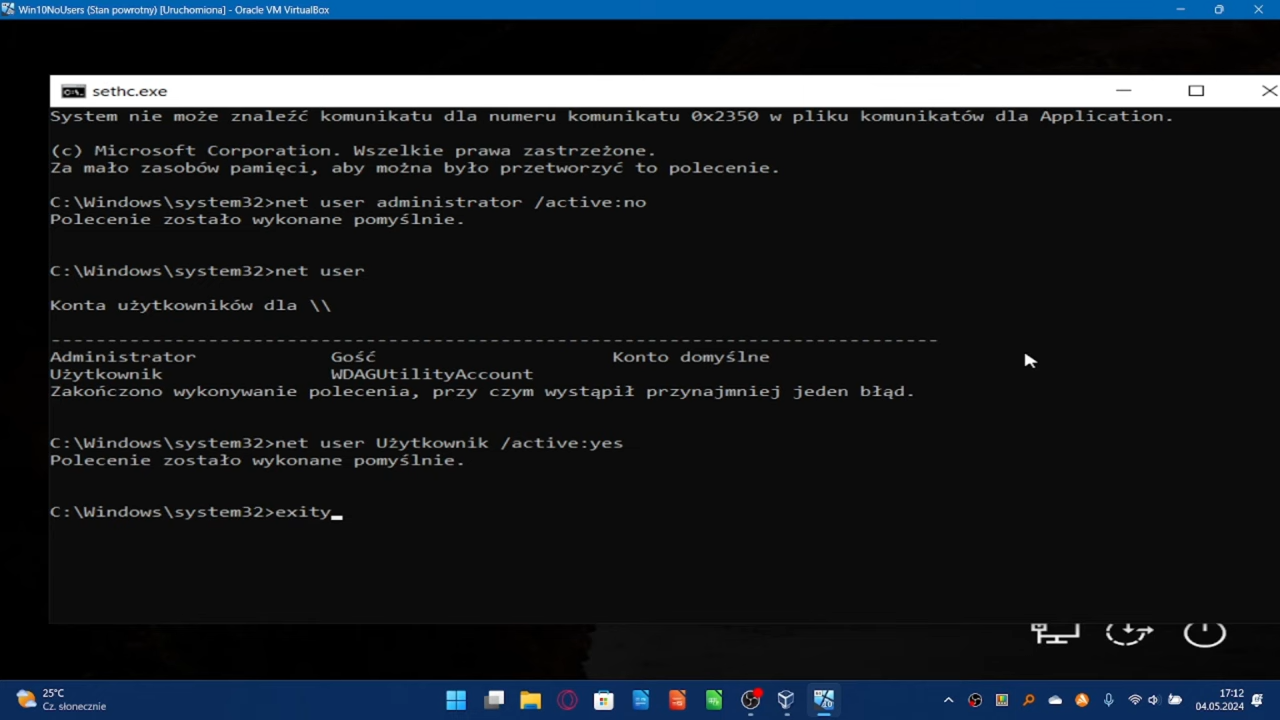 Win10NoUsers (Stan powrotny) [Uruchomiona] - Oracle VM VirtualBox
sethc.exe
System nie może znaleźć komunikatu dla numeru komunikatu 0x2350 w pliku komunikatów dla Application.
(c) Microsoft Corporation. Wszelkie prawa zastrzeżone.
Za mało zasobów pamięci, aby można było przetworzyć to polecenie.
C:\Windows\system32>net user administrator /active:no
Polecenie zostało wykonane pomyślnie.
C:\Windows\system32>net user
Konta użytkowników dla \\
-------------------------------------------------------------------------------
Administrator Gość Konto domyślne
Użytkownik WDAGUtilityAccount
Zakończono wykonywanie polecenia, przy czym wystąpił przynajmniej jeden błąd.
C:\Windows\system32>net user Użytkownik /active:yes
Polecenie zostało wykonane pomyślnie.
C:\Windows\system32>exity_
25°C
Cz. słonecznie
17:12
04.05.2024